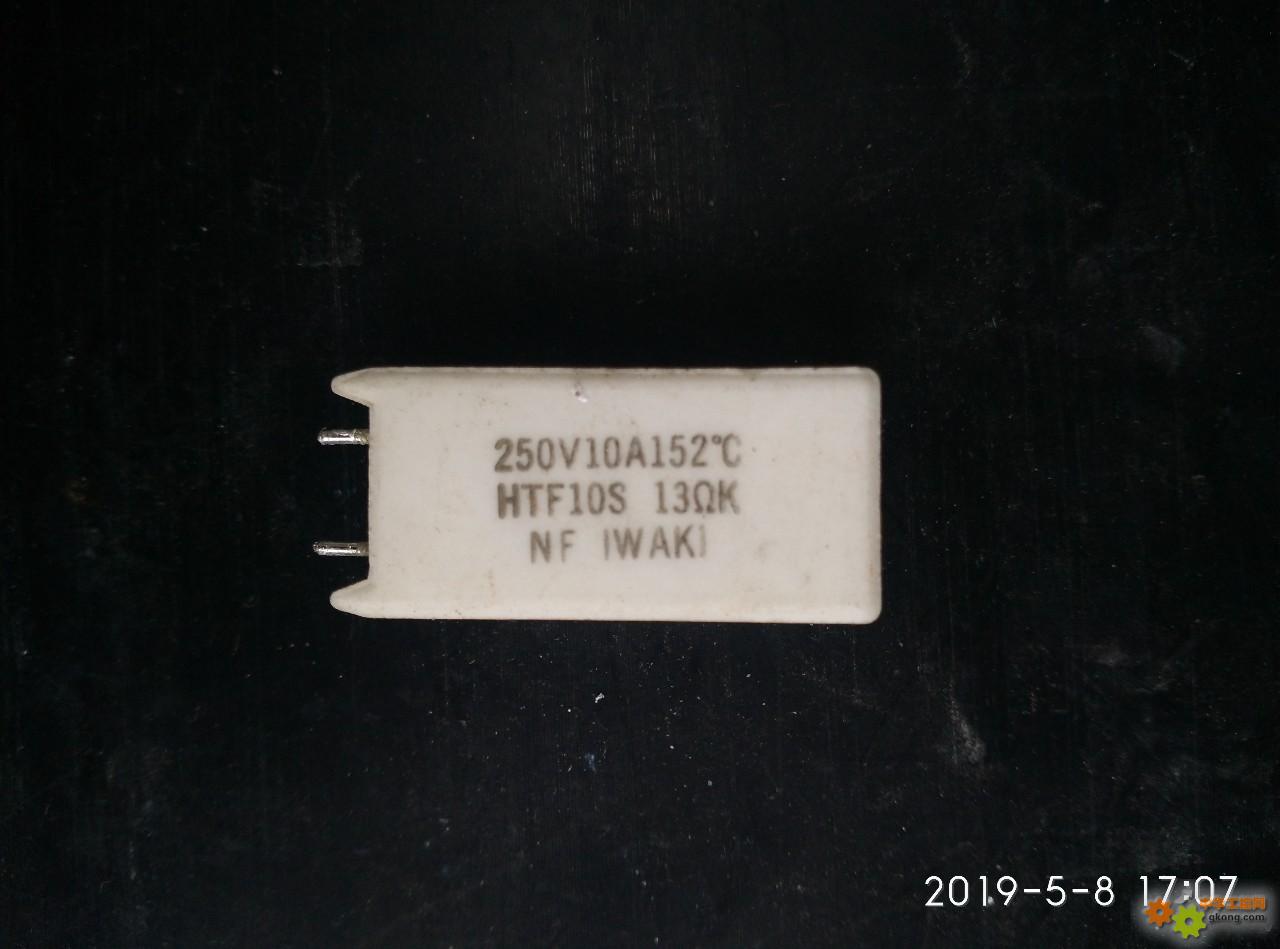 250V10A152℃
HTF10S 13ΩK
NF IWAKI
2019-5-8 17:07
gkong.com